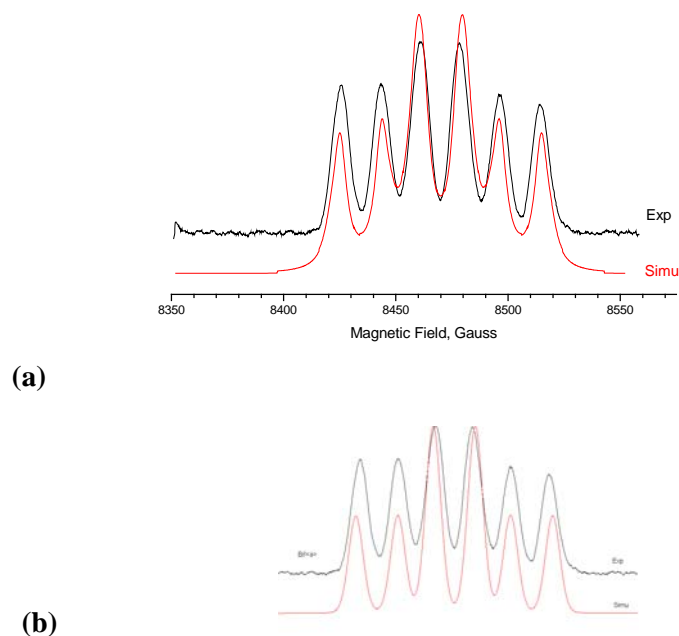 Exp
Simu
8350 8400 8450 8500 8550
Magnetic Field, Gauss
(a)
Exp
Simu
(b)